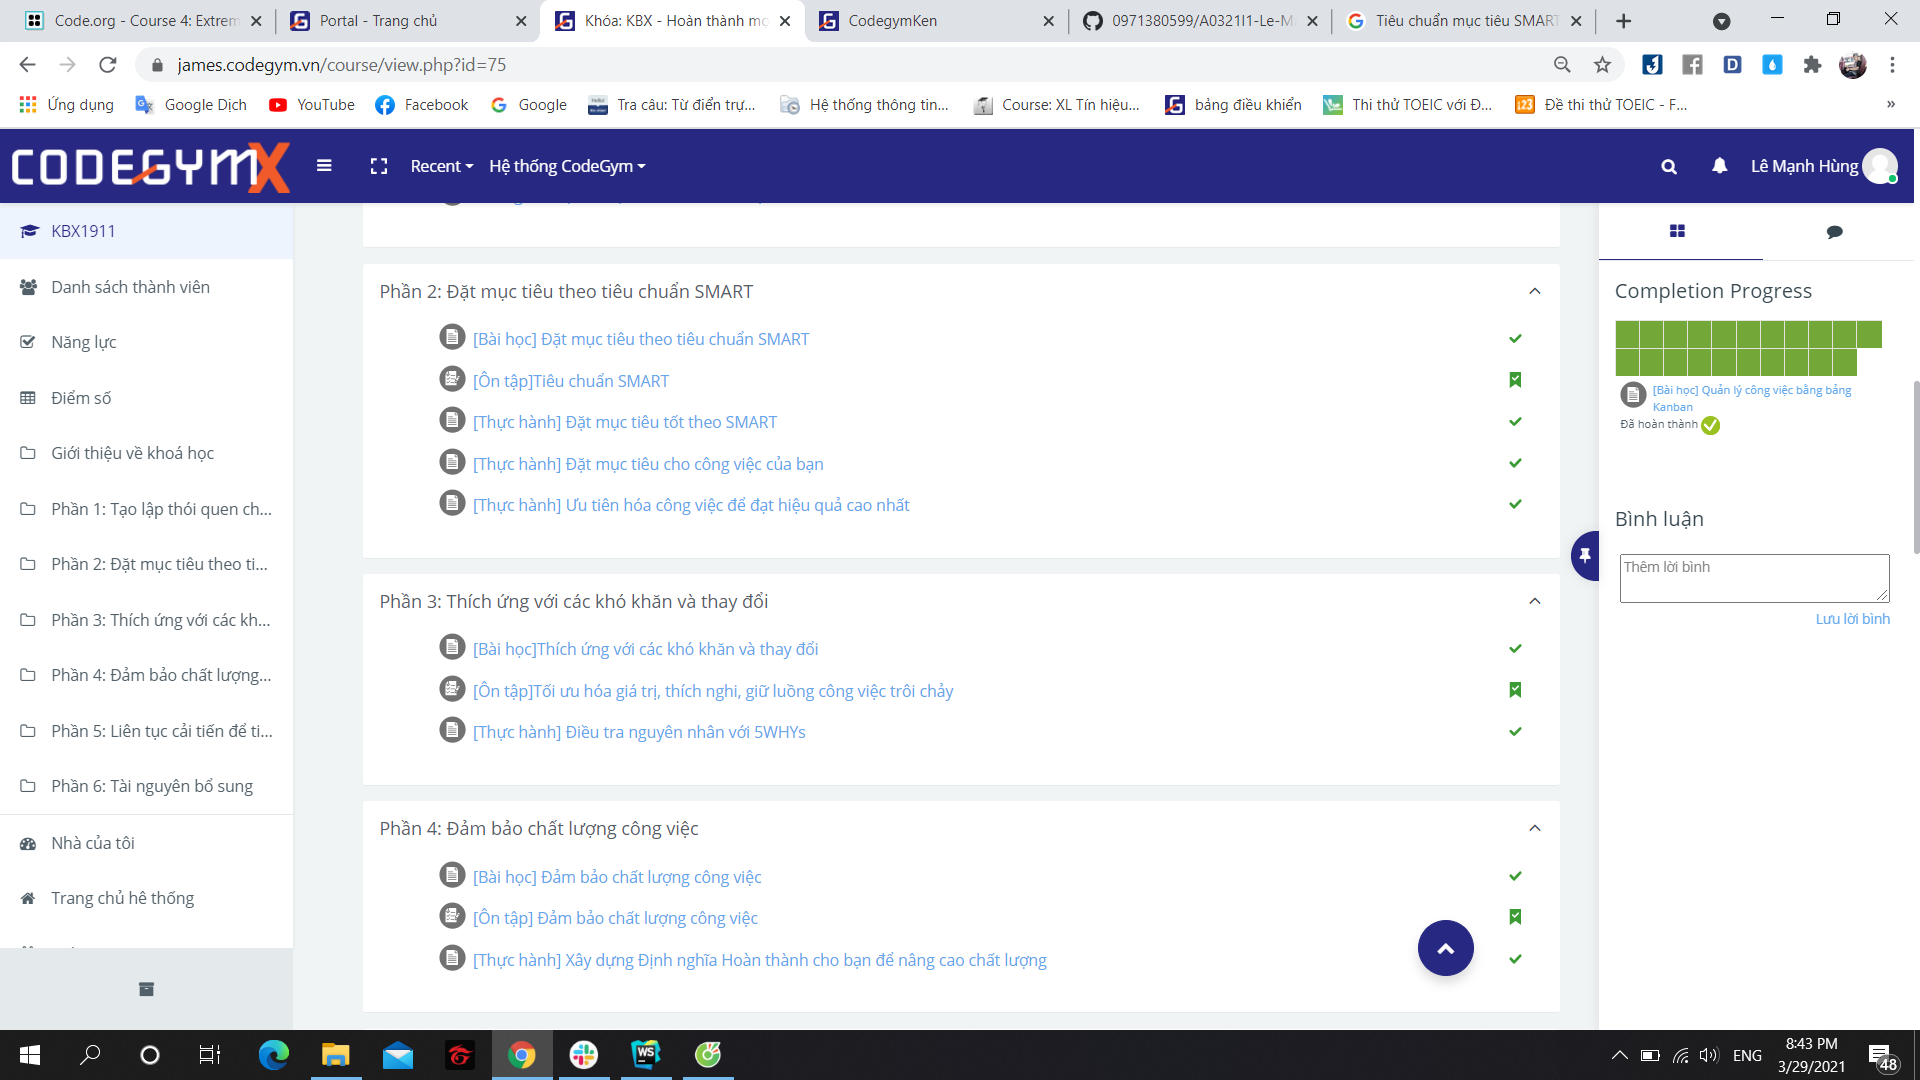 Code.org - Course 4: Extrem
Portal - Trang chủ
Khóa: KBX - Hoàn thành mọ
CodegymKen
0971380599/A0321I1-Le-M
Tiêu chuẩn mục tiêu SMART
james.codegym.vn/course/view.php?id=75
Ứng dụng
Google Dịch
YouTube
Facebook
Google
Tra câu: Từ điển trự...
Hệ thống thông tin...
Course: XL Tín hiệu...
bảng điều khiển
Thi thử TOEIC với Đ...
Đề thi thử TOEIC - F...
»
CODEGYMX
Recent
Hệ thống CodeGym
Lê Mạnh Hùng
KBX1911
Danh sách thành viên
Năng lực
Điểm số
Giới thiệu về khoá học
Phần 1: Tạo lập thói quen ch...
Phần 2: Đặt mục tiêu theo ti...
Phần 3: Thích ứng với các kh...
Phần 4: Đảm bảo chất lượng...
Phần 5: Liên tục cải tiến để ti...
Phần 6: Tài nguyên bổ sung
Nhà của tôi
Trang chủ hệ thống
Phần 2: Đặt mục tiêu theo tiêu chuẩn SMART
[Bài học] Đặt mục tiêu theo tiêu chuẩn SMART
[Ôn tập]Tiêu chuẩn SMART
[Thực hành] Đặt mục tiêu tốt theo SMART
[Thực hành] Đặt mục tiêu cho công việc của bạn
[Thực hành] Ưu tiên hóa công việc để đạt hiệu quả cao nhất
Phần 3: Thích ứng với các khó khăn và thay đổi
[Bài học]Thích ứng với các khó khăn và thay đổi
[Ôn tập]Tối ưu hóa giá trị, thích nghi, giữ luồng công việc trôi chảy
[Thực hành] Điều tra nguyên nhân với 5WHYs
Phần 4: Đảm bảo chất lượng công việc
[Bài học] Đảm bảo chất lượng công việc
[Ôn tập] Đảm bảo chất lượng công việc
[Thực hành] Xây dựng Định nghĩa Hoàn thành cho bạn để nâng cao chất lượng
Completion Progress
[Bài học] Quản lý công việc bằng bảng
Kanban
Đã hoàn thành
Bình luận
Thêm lời bình
Lưu lời bình
WS
ENG
8:43 PM
3/29/2021
48